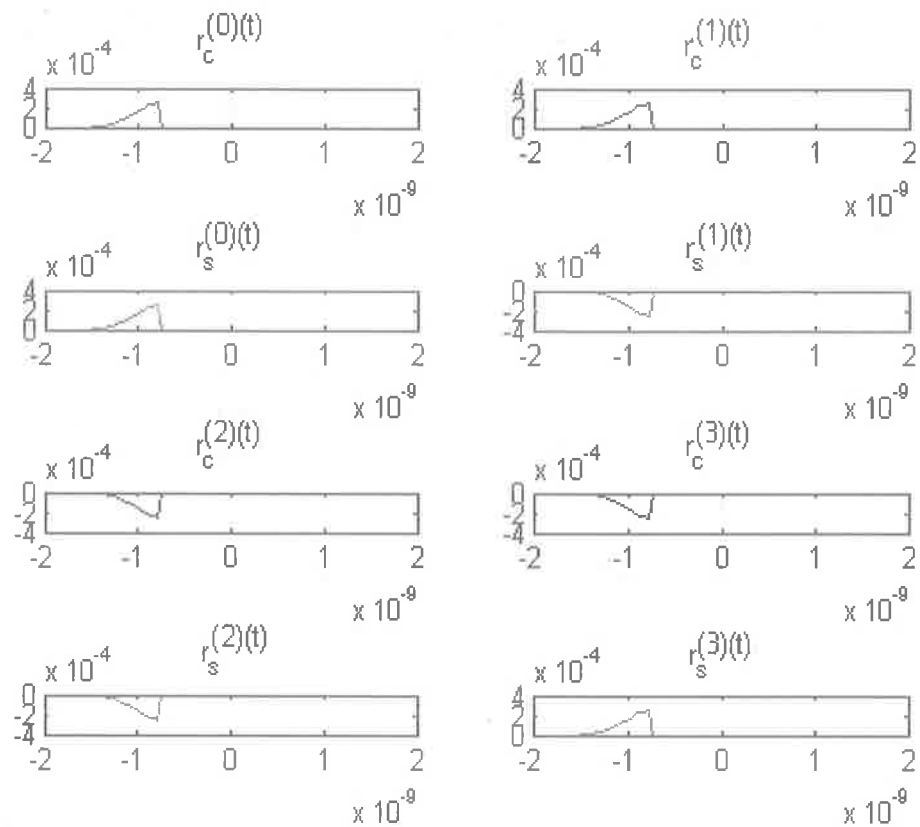 r_c^(0)(t)
x 10^-4
4
2
0
-2 -1 0 1 2
x 10^-9
r_c^(1)(t)
x 10^-4
4
2
0
-2 -1 0 1 2
x 10^-9
r_s^(0)(t)
x 10^-4
4
2
0
-2 -1 0 1 2
x 10^-9
r_s^(1)(t)
x 10^-4
0
-2
-4
-2 -1 0 1 2
x 10^-9
r_c^(2)(t)
x 10^-4
0
-2
-4
-2 -1 0 1 2
x 10^-9
r_c^(3)(t)
x 10^-4
0
-2
-4
-2 -1 0 1 2
x 10^-9
r_s^(2)(t)
x 10^-4
0
-2
-4
-2 -1 0 1 2
x 10^-9
r_s^(3)(t)
x 10^-4
4
2
0
-2 -1 0 1 2
x 10^-9